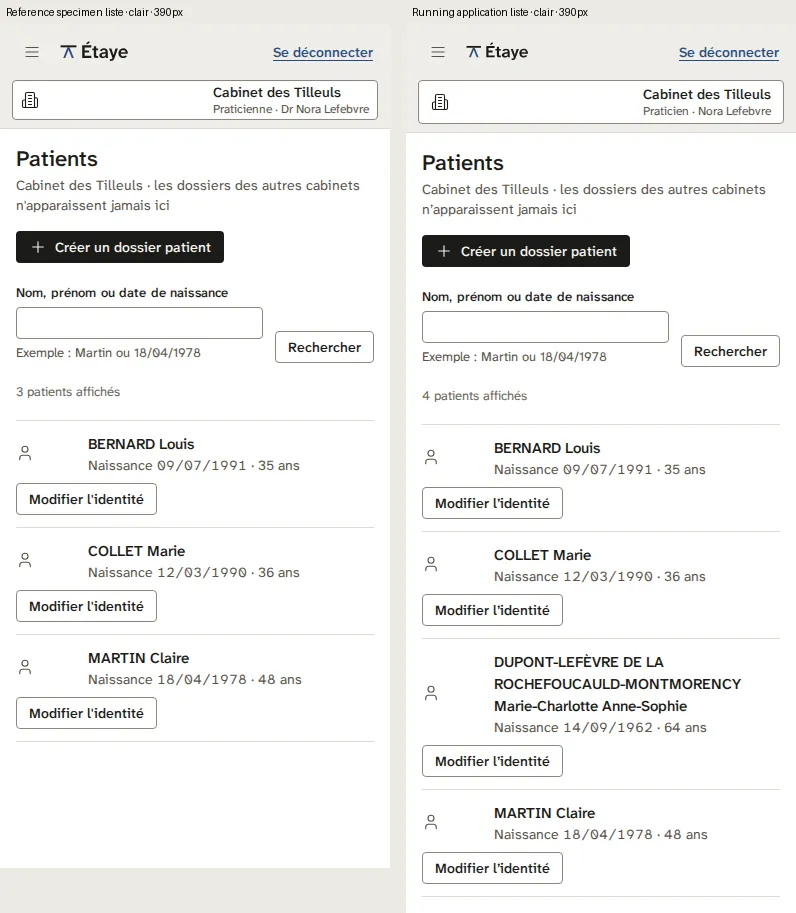 Reference specimen liste · clair · 390px
Étaye
Se déconnecter
Cabinet des Tilleuls
Praticienne · Dr Nora Lefebvre
Patients
Cabinet des Tilleuls · les dossiers des autres cabinets
n'apparaissent jamais ici
Créer un dossier patient
Nom, prénom ou date de naissance
Exemple : Martin ou 18/04/1978
Rechercher
3 patients affichés
BERNARD Louis
Naissance 09/07/1991 · 35 ans
Modifier l'identité
COLLET Marie
Naissance 12/03/1990 · 36 ans
Modifier l'identité
MARTIN Claire
Naissance 18/04/1978 · 48 ans
Modifier l'identité
Running application liste · clair · 390px
Étaye
Se déconnecter
Cabinet des Tilleuls
Praticien · Nora Lefebvre
Patients
Cabinet des Tilleuls · les dossiers des autres cabinets
n’apparaissent jamais ici
Créer un dossier patient
Nom, prénom ou date de naissance
Exemple : Martin ou 18/04/1978
Rechercher
4 patients affichés
BERNARD Louis
Naissance 09/07/1991 · 35 ans
Modifier l’identité
COLLET Marie
Naissance 12/03/1990 · 36 ans
Modifier l’identité
DUPONT-LEFÈVRE DE LA
ROCHEFOUCAULD-MONTMORENCY
Marie-Charlotte Anne-Sophie
Naissance 14/09/1962 · 64 ans
Modifier l’identité
MARTIN Claire
Naissance 18/04/1978 · 48 ans
Modifier l’identité